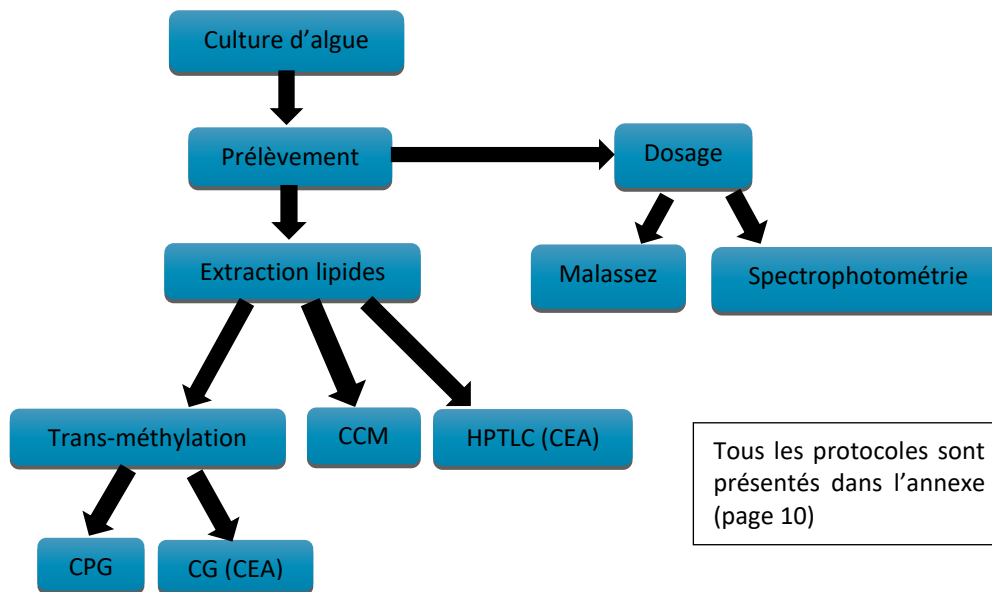 Culture d'algue
Prélèvement
Dosage
Extraction lipides
Malassez
Spectrophotométrie
Trans-méthylation
CCM
HPTLC (CEA)
Tous les protocoles sont
présentés dans l'annexe
(page 10)
CPG
CG (CEA)